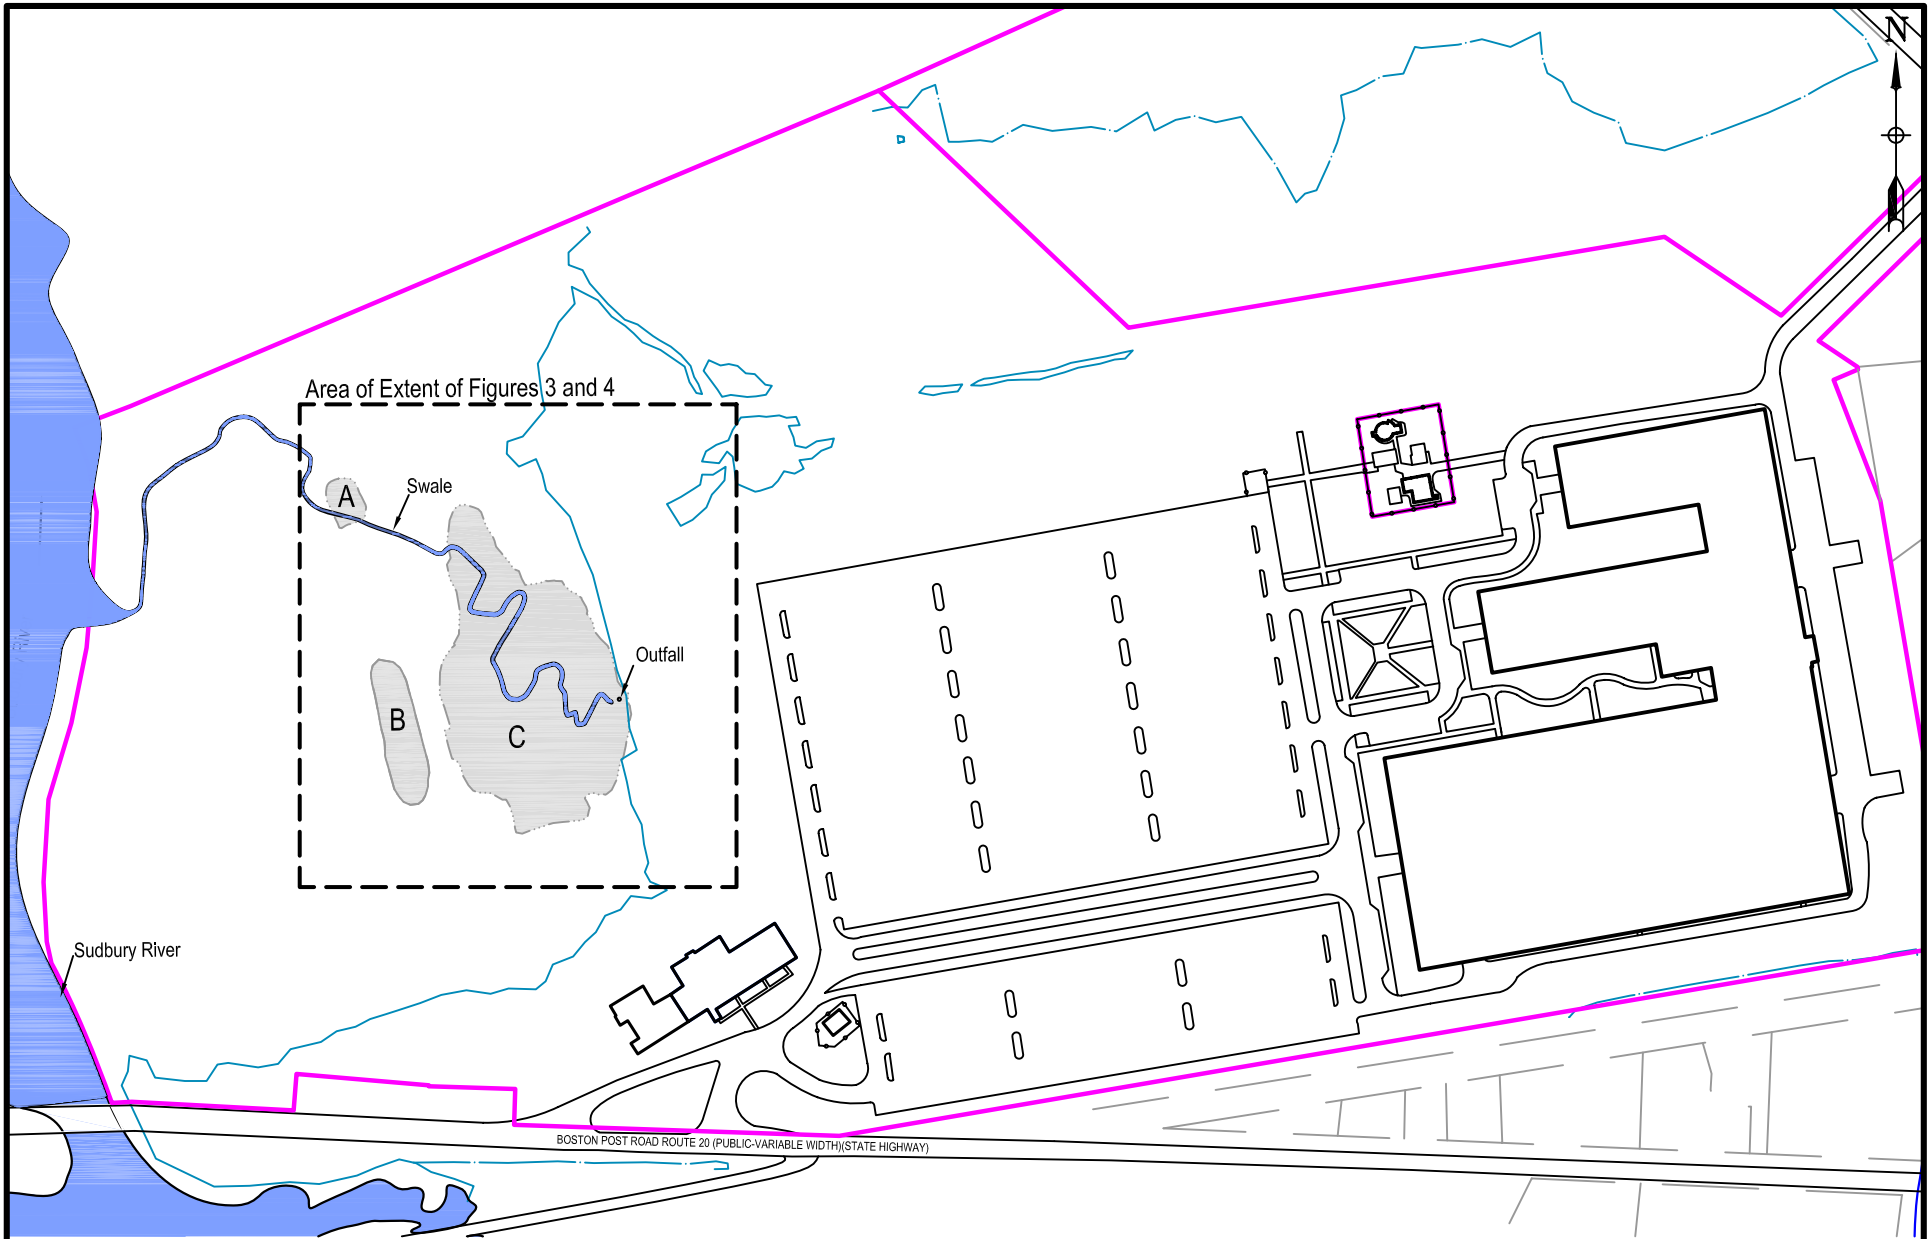 N
Area of Extent of Figures 3 and 4
A
Swale
Outfall
B
C
Sudbury River
BOSTON POST ROAD ROUTE 20 (PUBLIC-VARIABLE WIDTH)(STATE HIGHWAY)